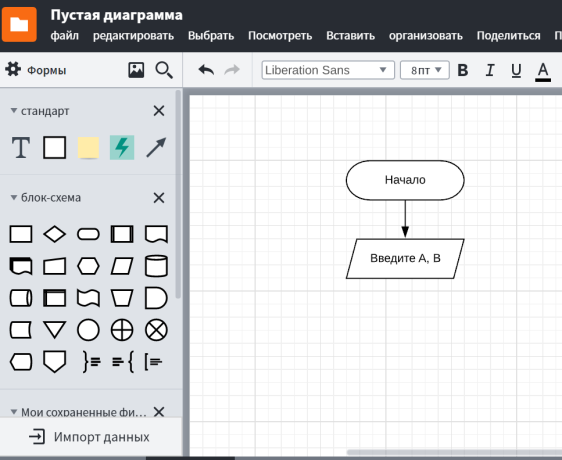 Пустая диаграмма
файл редактировать Выбрать Посмотреть Вставить организовать Поделиться П
Формы
Liberation Sans 8пт B I U A
стандарт
T
блок-схема
Мои сохраненные фи...
Импорт данных
Начало
Введите А, В